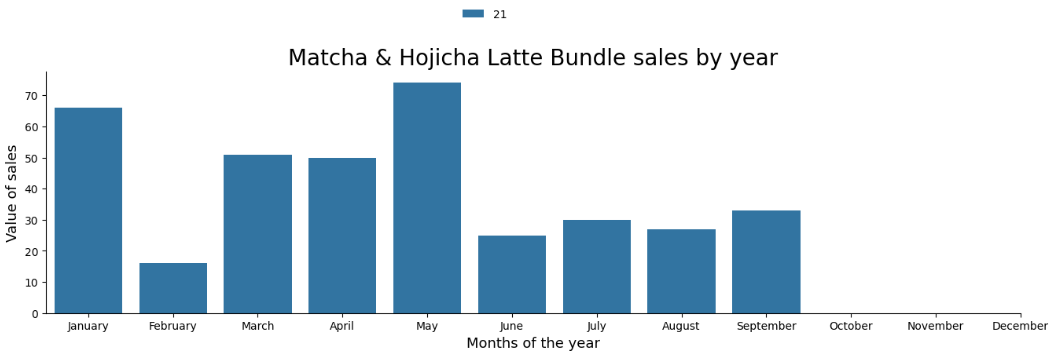 21
Matcha & Hojicha Latte Bundle sales by year
Value of sales
70
60
50
40
30
20
10
0
January February March April May June July August September October November December
Months of the year